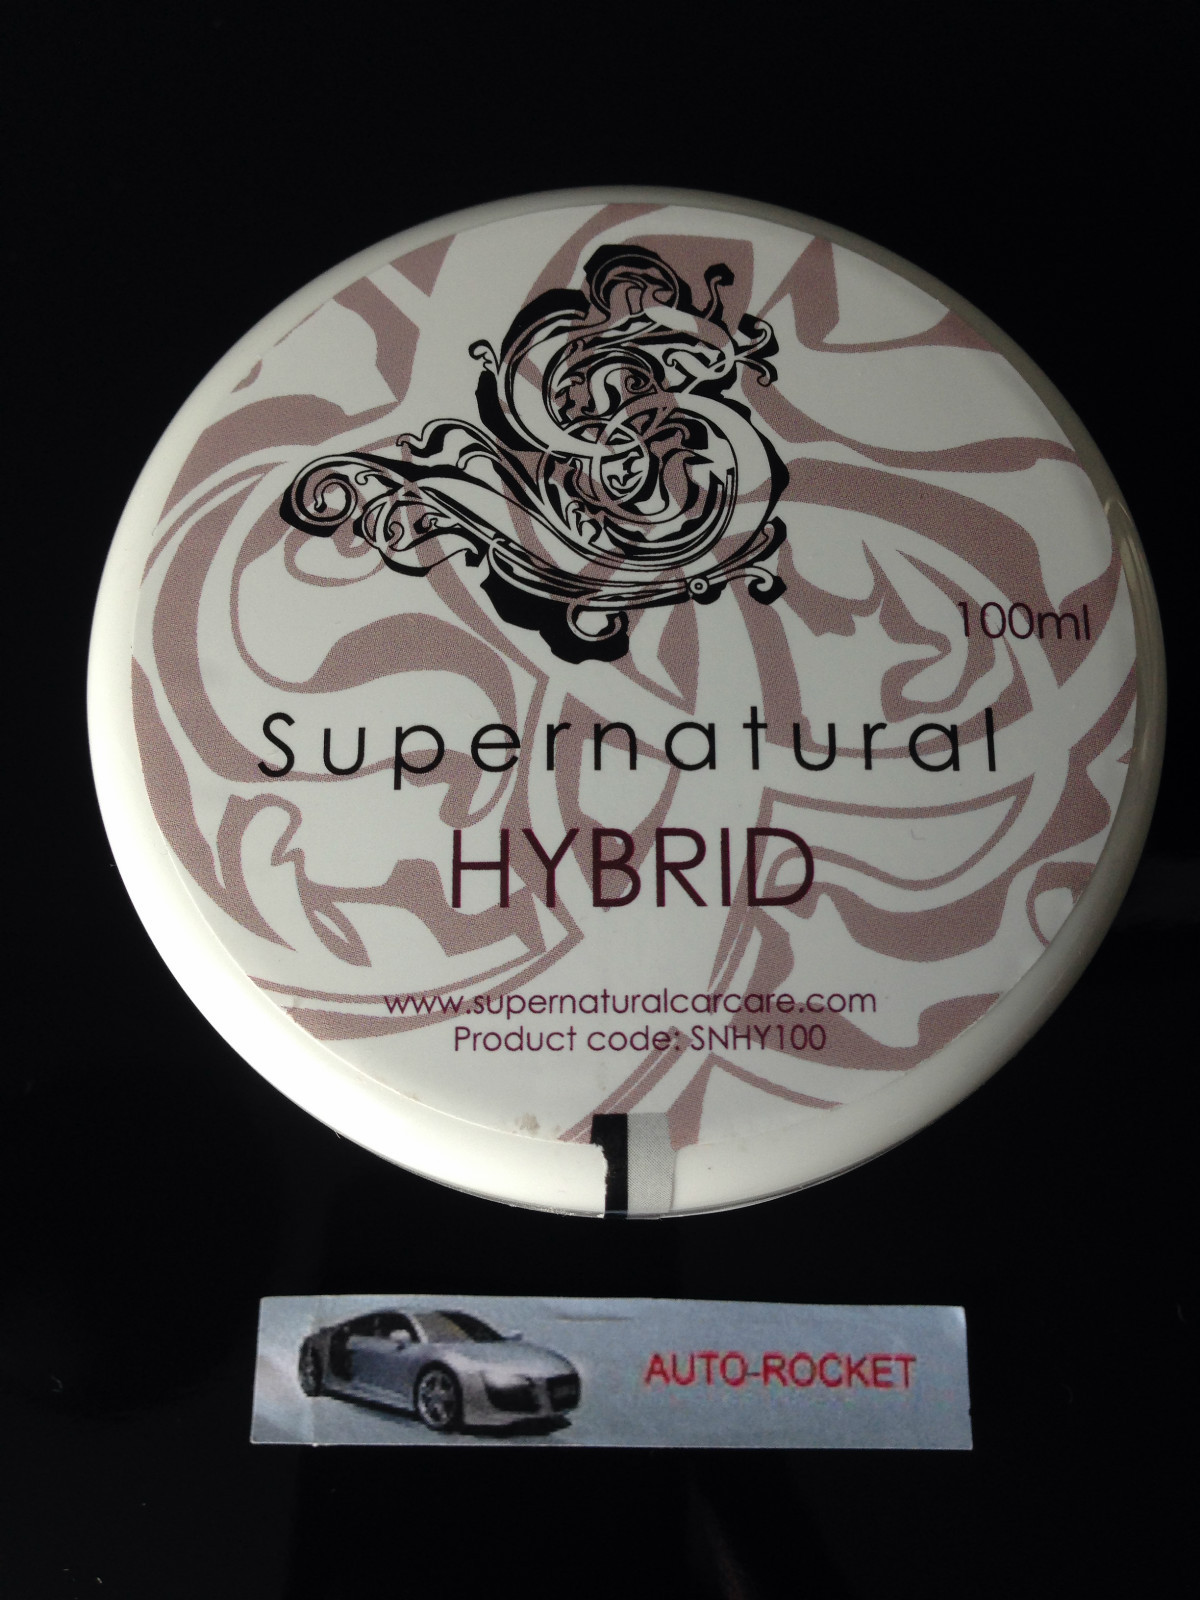 100ml
Supernatural
HYBRID
www.supernaturalcarcare.com
Product code: SNHY100
AUTO-ROCKET